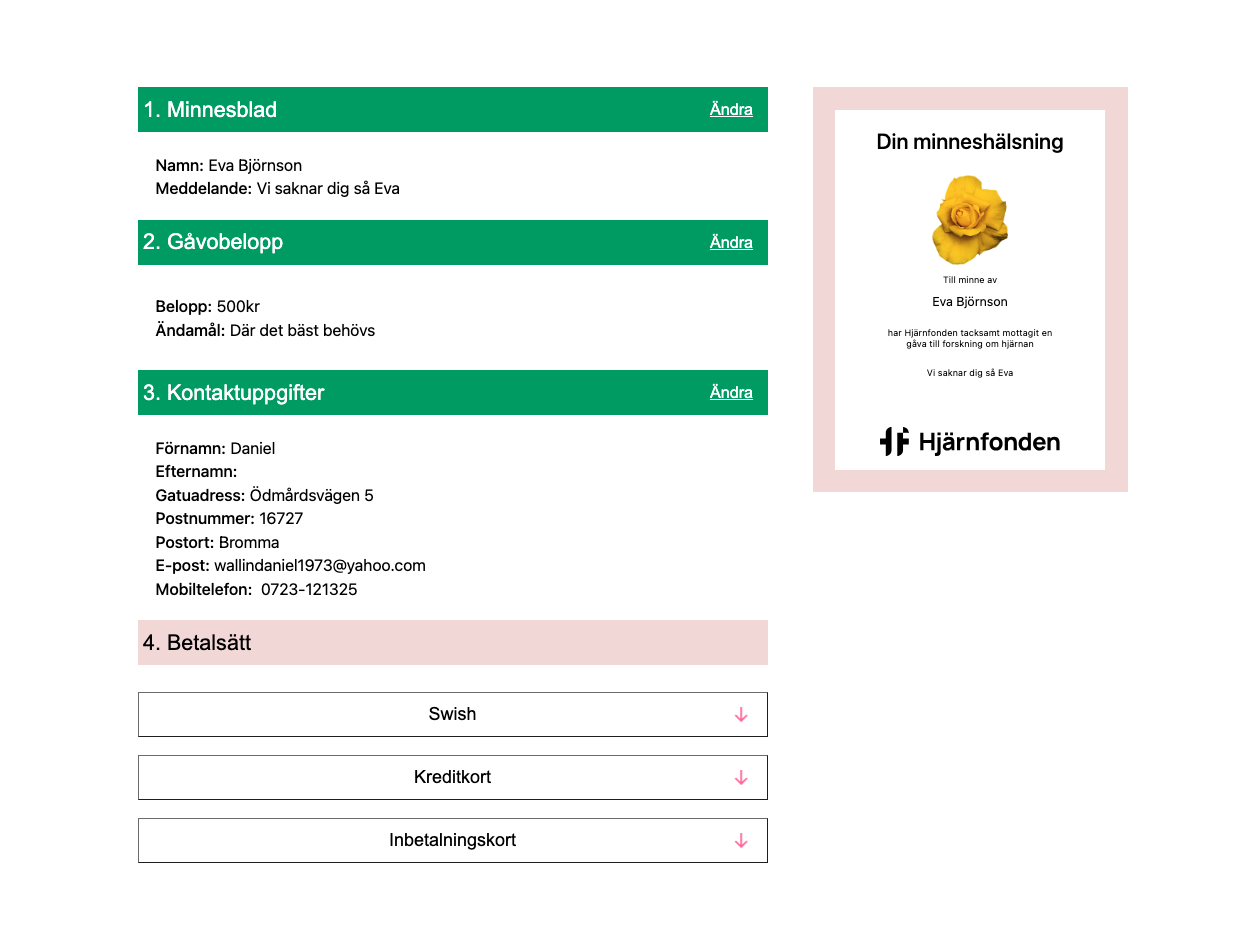 1. Minnesblad
Ändra
Namn: Eva Björnson
Meddelande: Vi saknar dig så Eva
2. Gåvobelopp
Ändra
Belopp: 500kr
Ändamål: Där det bäst behövs
3. Kontaktuppgifter
Ändra
Förnamn: Daniel
Efternamn:
Gatuadress: Ödmårdsvägen 5
Postnummer: 16727
Postort: Bromma
E-post: wallindaniel1973@yahoo.com
Mobiltelefon: 0723-121325
4. Betalsätt
Swish
Kreditkort
Inbetalningskort
Din minneshälsning
Till minne av
Eva Björnson
har Hjärnfonden tacksamt mottagit en
gåva till forskning om hjärnan
Vi saknar dig så Eva
Hjärnfonden